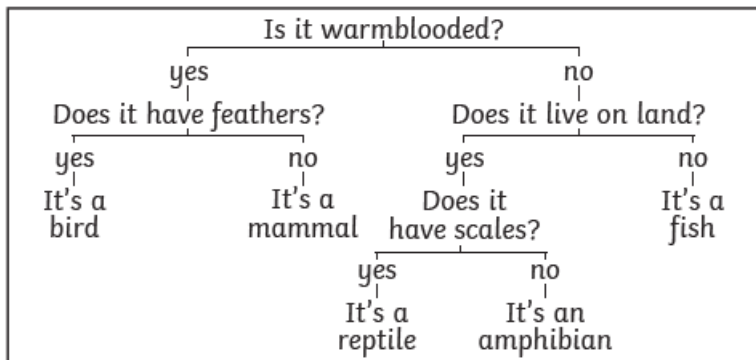 Is it warmblooded?
yes
no
Does it have feathers?
Does it live on land?
yes
no
yes
no
It's a
bird
It's a
mammal
Does it
have scales?
It's a
fish
yes
no
It's a
reptile
It's an
amphibian